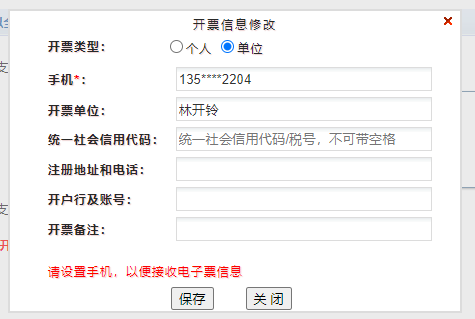 开票信息修改
开票类型： 个人 单位
手机*： 135****2204
开票单位： 林开铃
统一社会信用代码： 统一社会信用代码/税号，不可带空格
注册地址和电话：
开户行及账号：
开票备注：
请设置手机，以便接收电子票信息
保存 关 闭
支
支
开